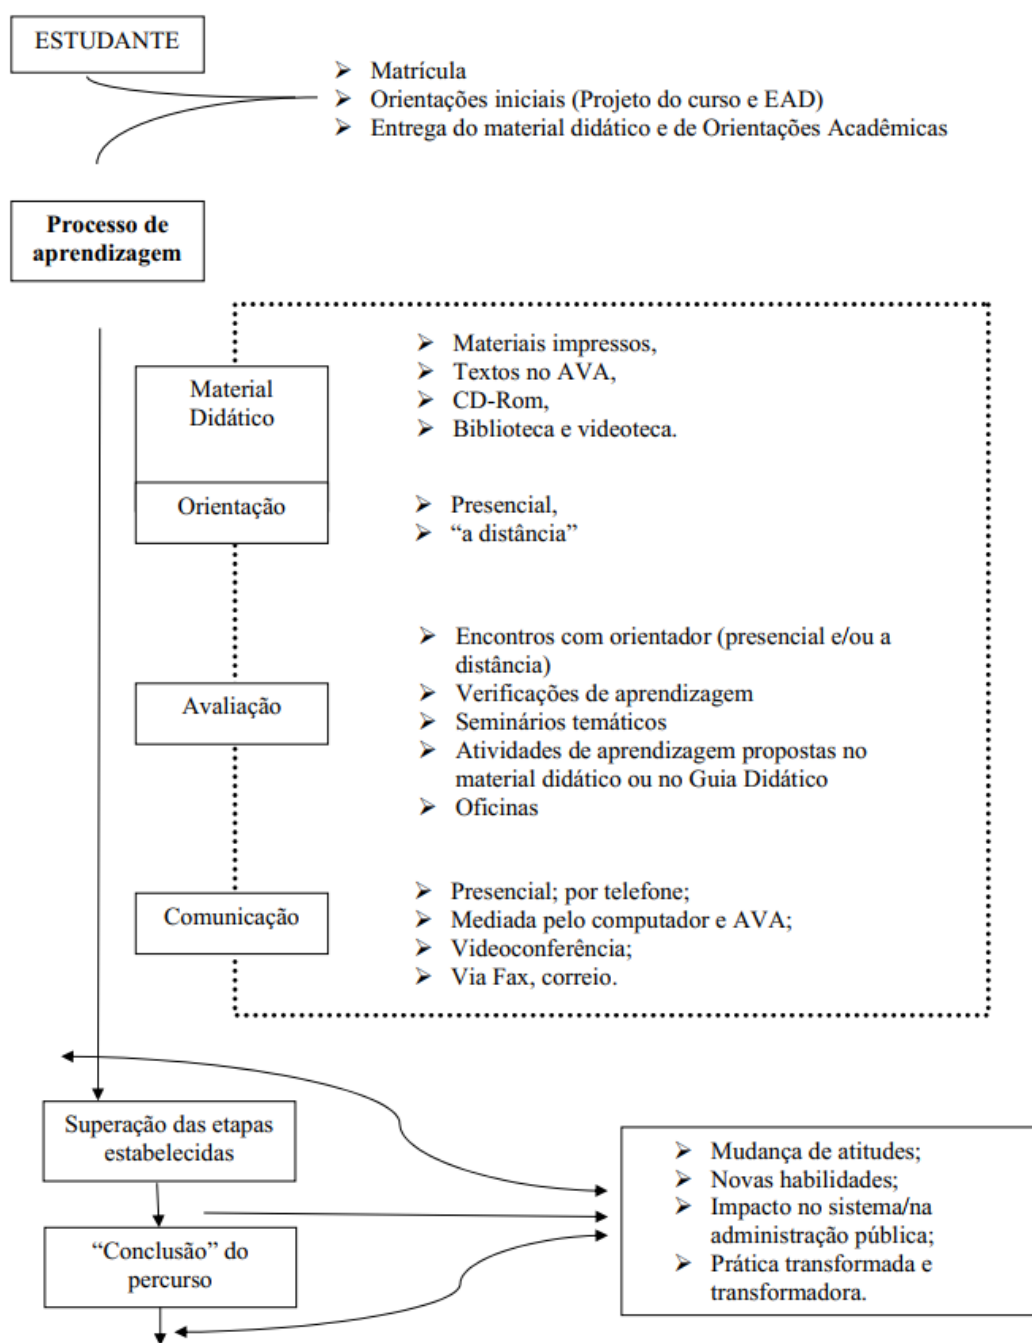 ESTUDANTE
➢ Matrícula
➢ Orientações iniciais (Projeto do curso e EAD)
➢ Entrega do material didático e de Orientações Acadêmicas
Processo de
aprendizagem
Material
Didático
➢ Materiais impressos,
➢ Textos no AVA,
➢ CD-Rom,
➢ Biblioteca e videoteca.
Orientação
➢ Presencial,
➢ “a distância”
Avaliação
➢ Encontros com orientador (presencial e/ou a
distância)
➢ Verificações de aprendizagem
➢ Seminários temáticos
➢ Atividades de aprendizagem propostas no
material didático ou no Guia Didático
➢ Oficinas
Comunicação
➢ Presencial; por telefone;
➢ Mediada pelo computador e AVA;
➢ Videoconferência;
➢ Via Fax, correio.
Superação das etapas
estabelecidas
“Conclusão” do
percurso
➢ Mudança de atitudes;
➢ Novas habilidades;
➢ Impacto no sistema/na
administração pública;
➢ Prática transformada e
transformadora.